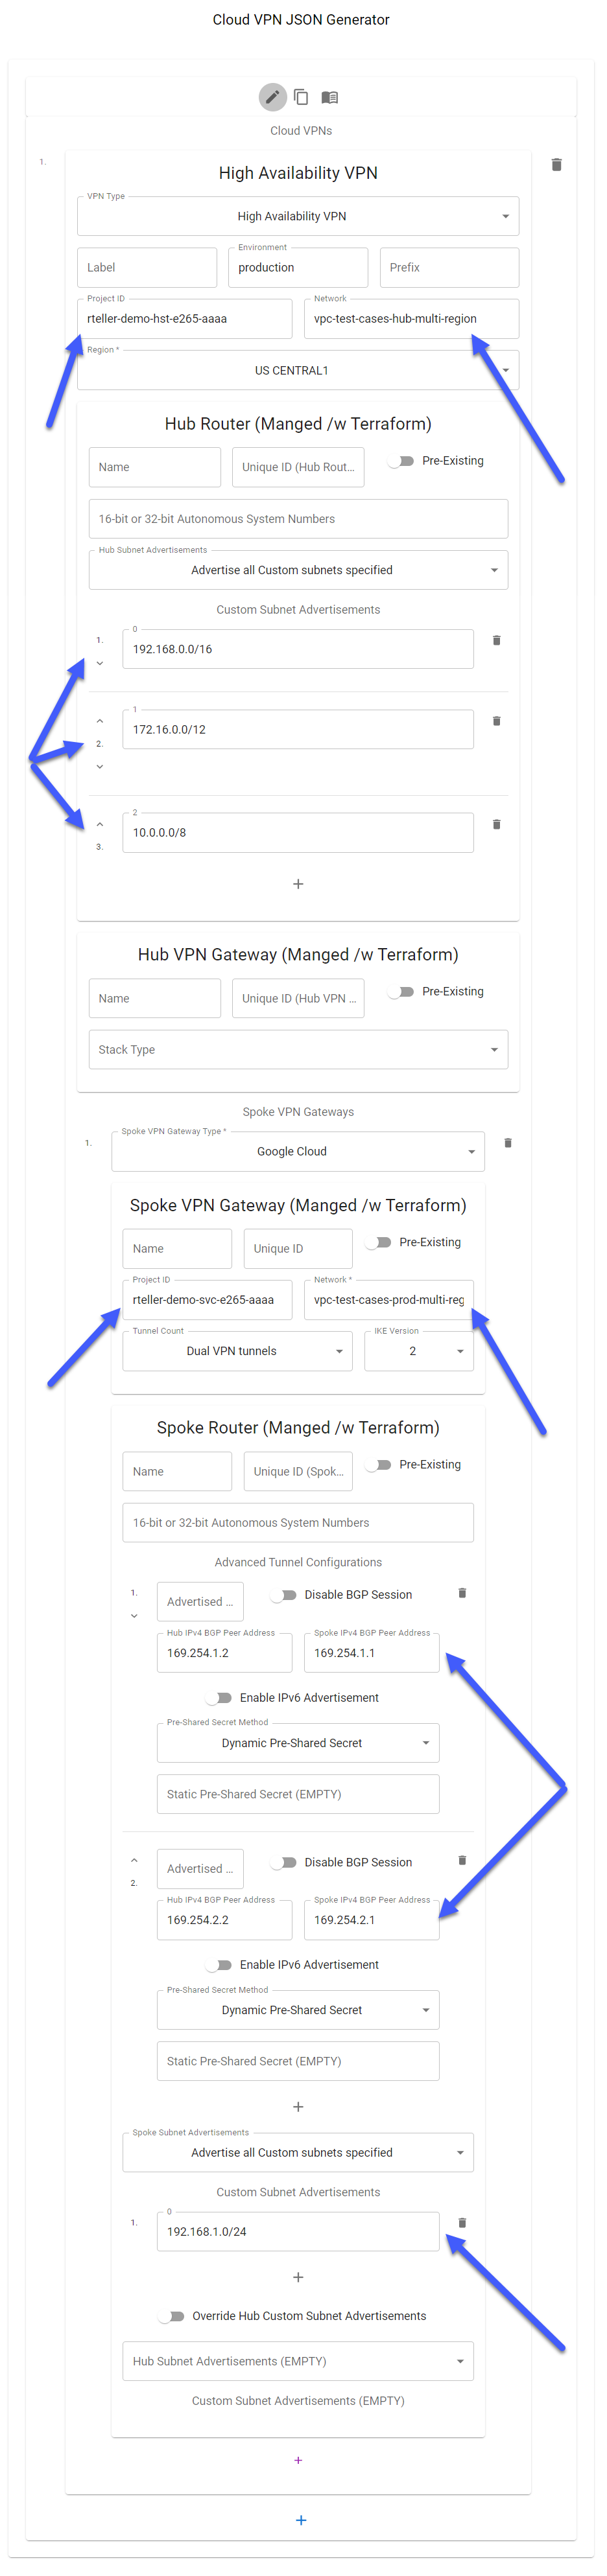 Cloud VPN JSON Generator
Cloud VPNs
1.
High Availability VPN
VPN Type
High Availability VPN
Label
Environment
production
Prefix
Project ID
rteller-demo-hst-e265-aaaa
Network
vpc-test-cases-hub-multi-region
Region *
US CENTRAL1
Hub Router (Manged /w Terraform)
Name
Unique ID (Hub Rout...
Pre-Existing
16-bit or 32-bit Autonomous System Numbers
Hub Subnet Advertisements
Advertise all Custom subnets specified
Custom Subnet Advertisements
1.
0
192.168.0.0/16
1
172.16.0.0/12
2.
2
10.0.0.0/8
3.
+
Hub VPN Gateway (Manged /w Terraform)
Name
Unique ID (Hub VPN ...
Pre-Existing
Stack Type
Spoke VPN Gateways
1.
Spoke VPN Gateway Type *
Google Cloud
Spoke VPN Gateway (Manged /w Terraform)
Name
Unique ID
Pre-Existing
Project ID
rteller-demo-svc-e265-aaaa
Network *
vpc-test-cases-prod-multi-reg
Tunnel Count
Dual VPN tunnels
IKE Version
2
Spoke Router (Manged /w Terraform)
Name
Unique ID (Spok...
Pre-Existing
16-bit or 32-bit Autonomous System Numbers
Advanced Tunnel Configurations
1.
Advertised ...
Disable BGP Session
Hub IPv4 BGP Peer Address
169.254.1.2
Spoke IPv4 BGP Peer Address
169.254.1.1
Enable IPv6 Advertisement
Pre-Shared Secret Method
Dynamic Pre-Shared Secret
Static Pre-Shared Secret (EMPTY)
2.
Advertised ...
Disable BGP Session
Hub IPv4 BGP Peer Address
169.254.2.2
Spoke IPv4 BGP Peer Address
169.254.2.1
Enable IPv6 Advertisement
Pre-Shared Secret Method
Dynamic Pre-Shared Secret
Static Pre-Shared Secret (EMPTY)
+
Spoke Subnet Advertisements
Advertise all Custom subnets specified
Custom Subnet Advertisements
1.
0
192.168.1.0/24
+
Override Hub Custom Subnet Advertisements
Hub Subnet Advertisements (EMPTY)
Custom Subnet Advertisements (EMPTY)
+
+